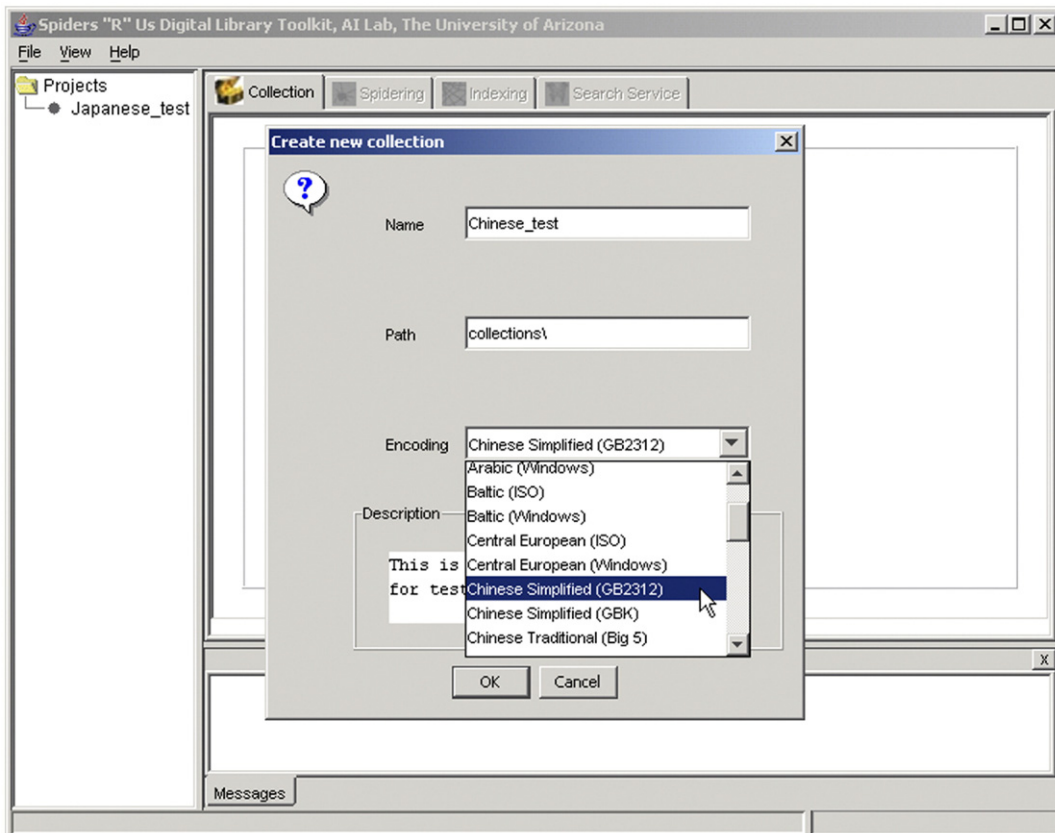 Spiders "R" Us Digital Library Toolkit, AI Lab, The University of Arizona
File View Help
Projects
Japanese_test
Collection Spidering Indexing Search Service
Create new collection
?
Name Chinese_test
Path collections\
Encoding Chinese Simplified (GB2312)
Arabic (Windows)
Baltic (ISO)
Baltic (Windows)
Central European (ISO)
Central European (Windows)
Chinese Simplified (GB2312)
Chinese Simplified (GBK)
Chinese Traditional (Big 5)
Description
This is
for test
OK Cancel
X
Messages